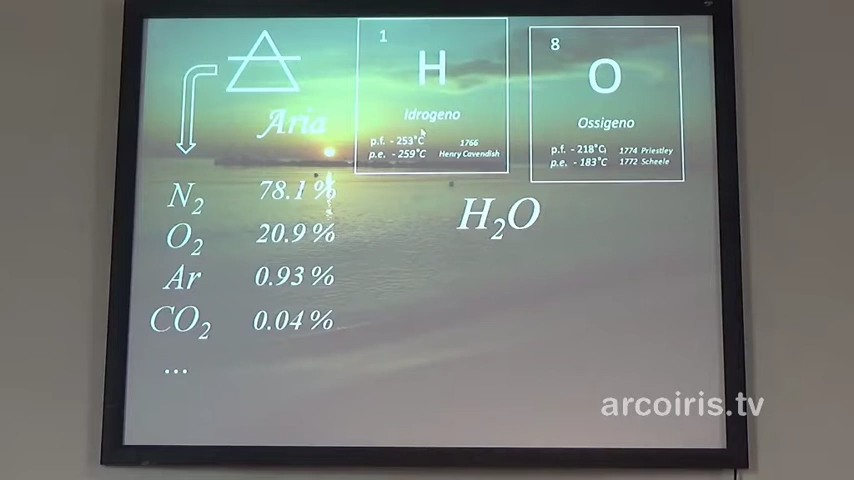 Aria
N2 78.1 %
O2 20.9 %
Ar 0.93 %
CO2 0.04 %
...
1
H
Idrogeno
p.f. - 253°C 1766
p.e. - 259°C Henry Cavendish
8
O
Ossigeno
p.f. - 218°C 1774 Priestley
p.e. - 183°C 1772 Scheele
H2O
arcoiris.tv